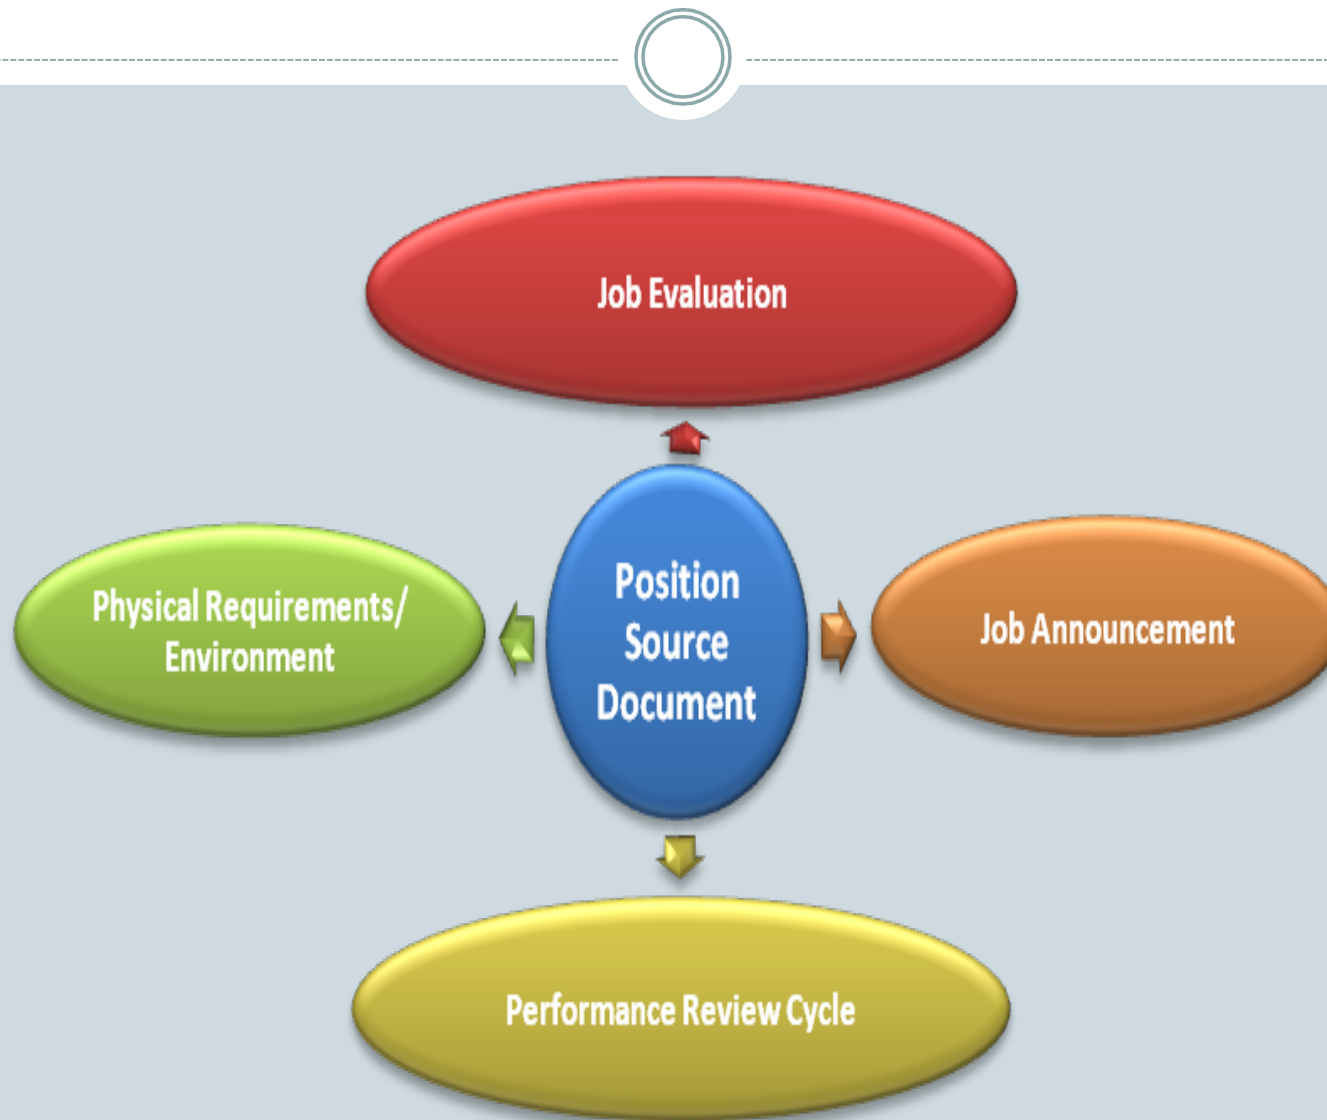 Job Evaluation
Physical Requirements/
Environment
Position
Source
Document
Job Announcement
Performance Review Cycle